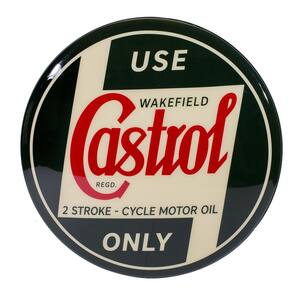 USE
WAKEFIELD
Castrol
REGD.
2 STROKE - CYCLE MOTOR OIL
ONLY